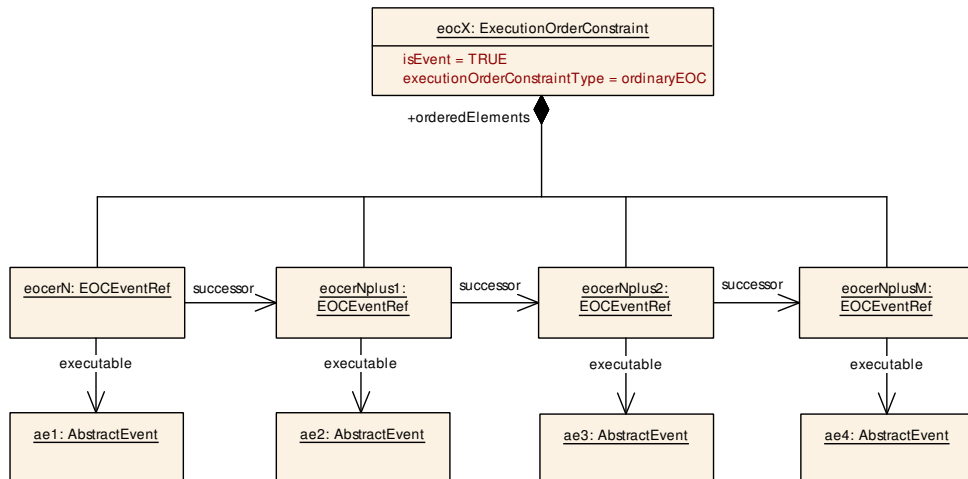 eocX: ExecutionOrderConstraint
isEvent = TRUE
executionOrderConstraintType = ordinaryEOC
+orderedElements
eocerN: EOCEventRef
successor
eocerNplus1:
EOCEventRef
successor
eocerNplus2:
EOCEventRef
successor
eocerNplusM:
EOCEventRef
executable
executable
executable
executable
ae1: AbstractEvent
ae2: AbstractEvent
ae3: AbstractEvent
ae4: AbstractEvent